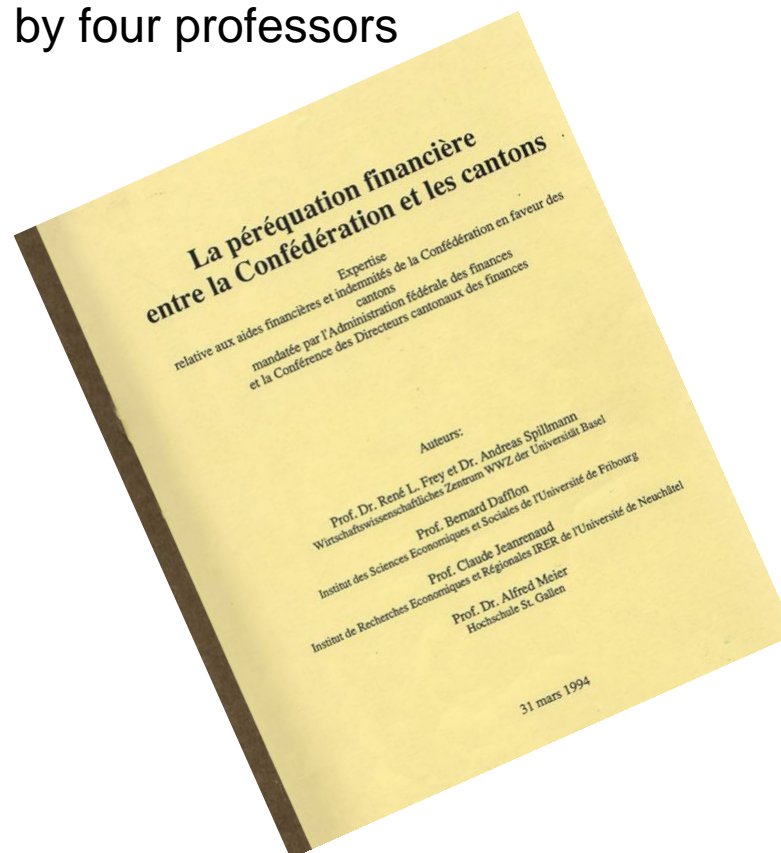 by four professors
La péréquation financière
entre la Confédération et les cantons
Expertise
relative aux aides financières et indemnités de la Confédération en faveur des
cantons
mandatée par l'Administration fédérale des finances
et la Conférence des Directeurs cantonaux des finances
Auteurs:
Prof. Dr. René L. Frey et Dr. Andreas Spillmann
Wirtschaftswissenschaftliches Zentrum WWZ der Universität Basel
Prof. Bernard Dafflon
Institut des Sciences Economiques et Sociales de l'Université de Fribourg
Prof. Claude Jeanrenaud
Institut de Recherches Economiques et Régionales IRER de l'Université de Neuchâtel
Prof. Dr. Alfred Meier
Hochschule St. Gallen
31 mars 1994